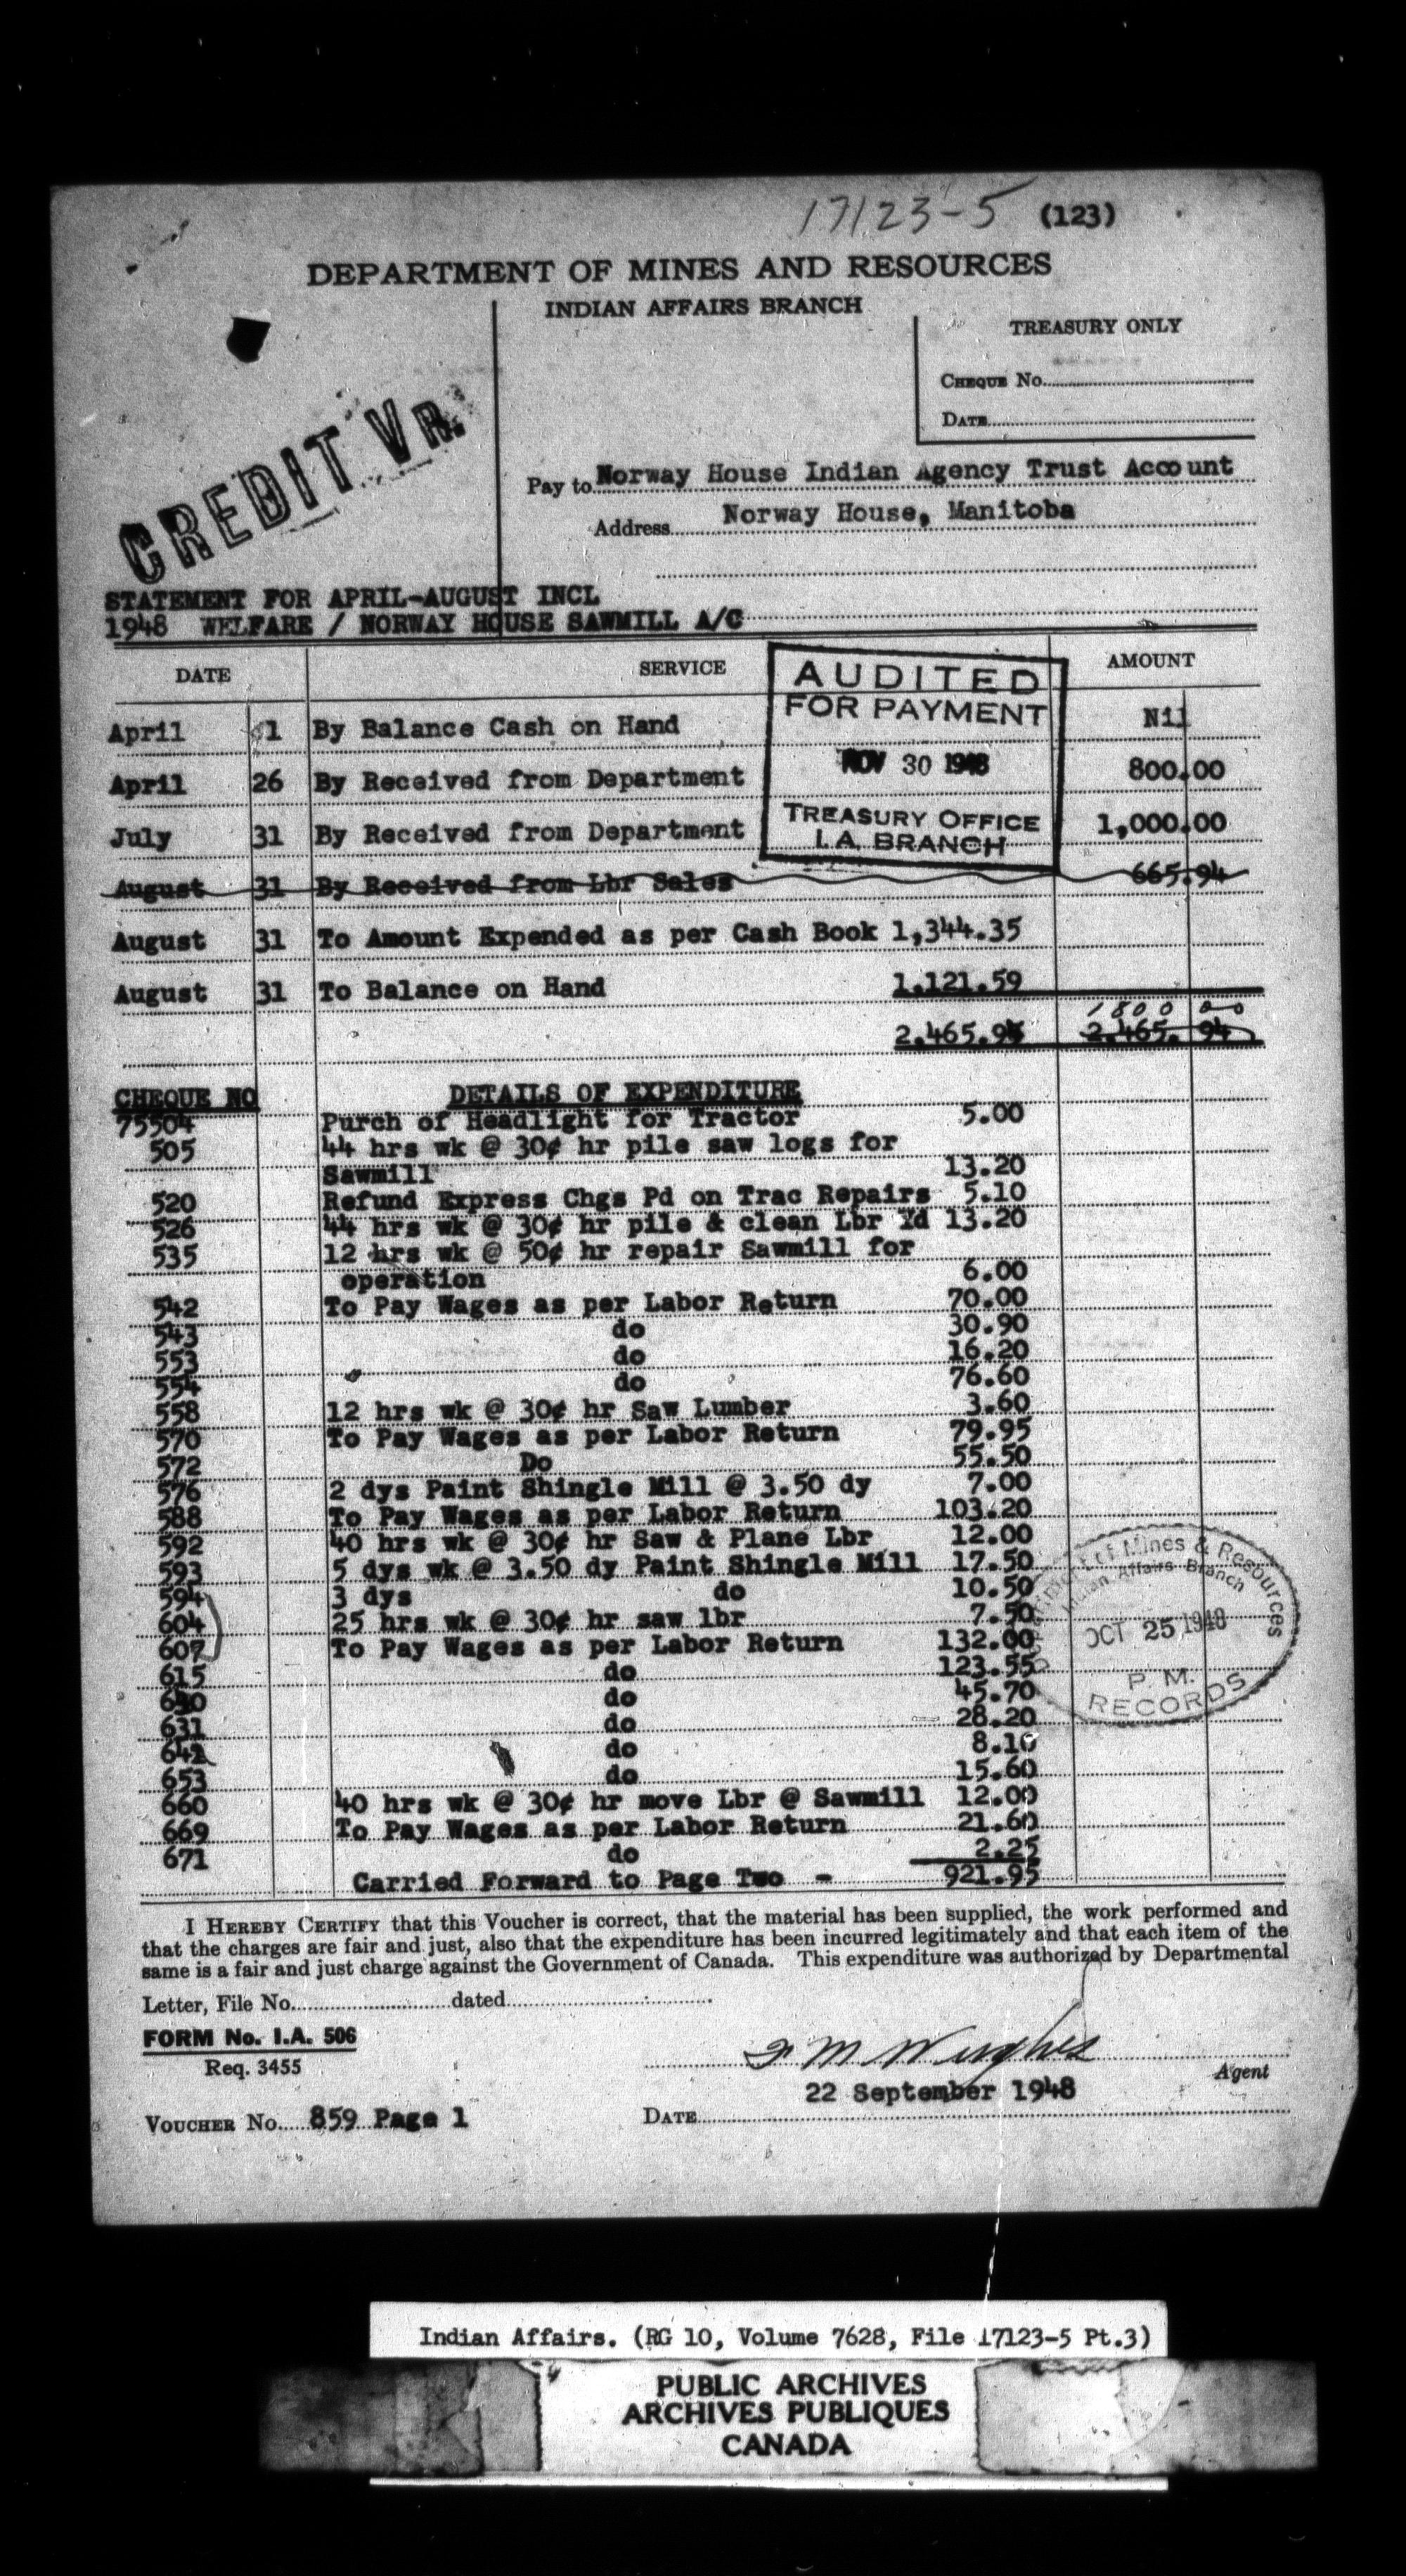 17123-5 (123)
DEPARTMENT OF MINES AND RESOURCES
INDIAN AFFAIRS BRANCH
TREASURY ONLY
CHEQUE No.
DATE
CREDIT VR.
Pay to Norway House Indian Agency Trust Account
Address Norway House, Manitoba
STATEMENT FOR APRIL-AUGUST INCL
1948 WELFARE / NORWAY HOUSE SAWMILL A/C
DATE SERVICE AMOUNT
AUDITED
FOR PAYMENT
NOV 30 1948
TREASURY OFFICE
I.A. BRANCH
April 1 By Balance Cash on Hand Nil
April 26 By Received from Department 800.00
July 31 By Received from Department 1,000.00
August 31 By Received from Lbr Sales 665.94
August 31 To Amount Expended as per Cash Book 1,344.35
August 31 To Balance on Hand 1,121.59
1800 00
2,465.94 2,465.94
CHEQUE NO DETAILS OF EXPENDITURE
75504 Purch of Headlight for Tractor 5.00
505 44 hrs wk @ 30¢ hr pile saw logs for
Sawmill 13.20
520 Refund Express Chgs Pd on Trac Repairs 5.10
526 44 hrs wk @ 30¢ hr pile & clean Lbr Yd 13.20
535 12 hrs wk @ 50¢ hr repair Sawmill for
operation 6.00
542 To Pay Wages as per Labor Return 70.00
543 do 30.90
553 do 16.20
554 do 76.60
558 12 hrs wk @ 30¢ hr Saw Lumber 3.60
570 To Pay Wages as per Labor Return 79.95
572 Do 55.50
576 2 dys Paint Shingle Mill @ 3.50 dy 7.00
588 To Pay Wages as per Labor Return 103.20
592 40 hrs wk @ 30¢ hr Saw & Plane Lbr 12.00
593 5 dys wk @ 3.50 dy Paint Shingle Mill 17.50
594 3 dys do 10.50
604 25 hrs wk @ 30¢ hr saw lbr 7.50
607 To Pay Wages as per Labor Return 132.00
615 do 123.55
do 45.70
631 do 28.20
642 do 8.10
653 do 15.60
660 40 hrs wk @ 30¢ hr move Lbr @ Sawmill 12.00
669 To Pay Wages as per Labor Return 21.60
671 do 2.25
Carried Forward to Page Two - 921.95
Department of Mines & Resources
Indian Affairs Branch
OCT 25 1948
P. M.
RECORDS
I HEREBY CERTIFY that this Voucher is correct, that the material has been supplied, the work performed and
that the charges are fair and just, also that the expenditure has been incurred legitimately and that each item of the
same is a fair and just charge against the Government of Canada. This expenditure was authorized by Departmental
Letter, File No. dated
FORM No. I.A. 506
Req. 3455
Agent
22 September 1948
VOUCHER No. 859 Page 1 DATE
Indian Affairs. (RG 10, Volume 7628, File 17123-5 Pt.3)
PUBLIC ARCHIVES
ARCHIVES PUBLIQUES
CANADA